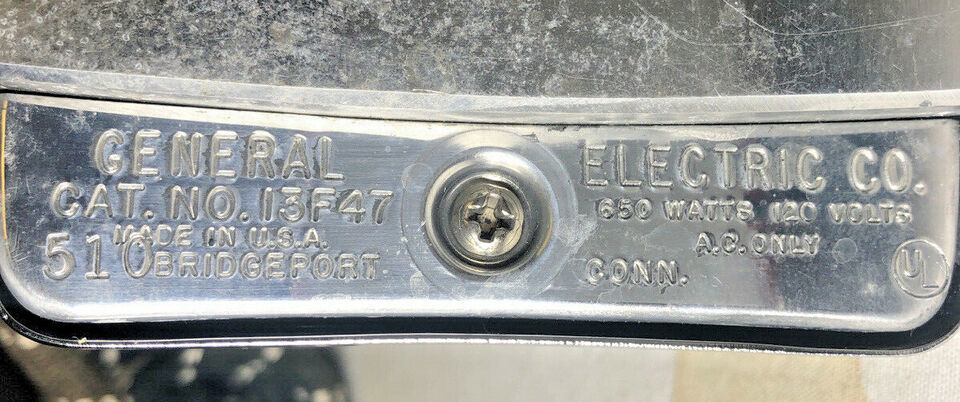 GENERAL ELECTRIC CO.
CAT. NO. 13F47 650 WATTS 120 VOLTS
MADE IN U.S.A. A.C. ONLY
510 BRIDGEPORT. CONN.
UL